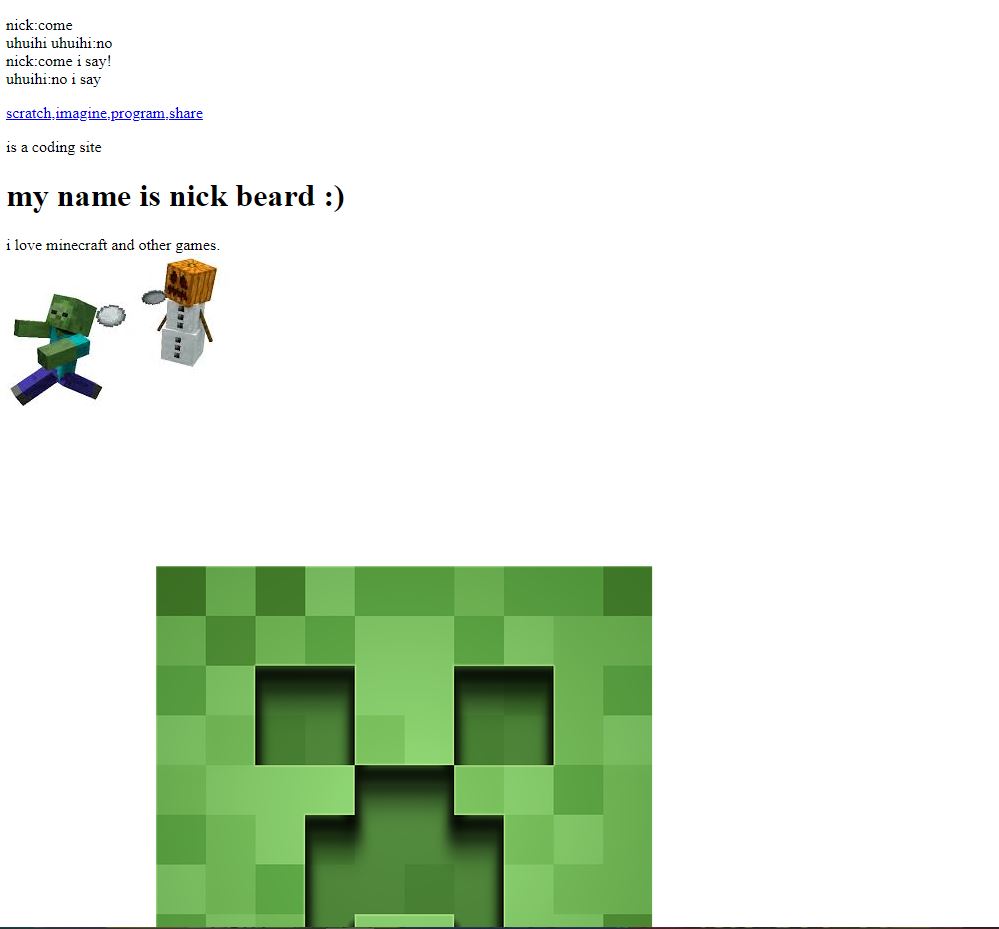 nick:come
uhuihi uhuihi:no
nick:come i say!
uhuihi:no i say
scratch,imagine,program,share
is a coding site
my name is nick beard :)
i love minecraft and other games.